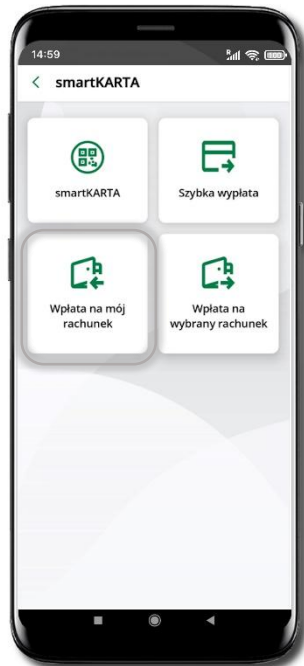 14:59
smartKARTA
smartKARTA
Szybka wypłata
Wpłata na mój
rachunek
Wpłata na
wybrany rachunek